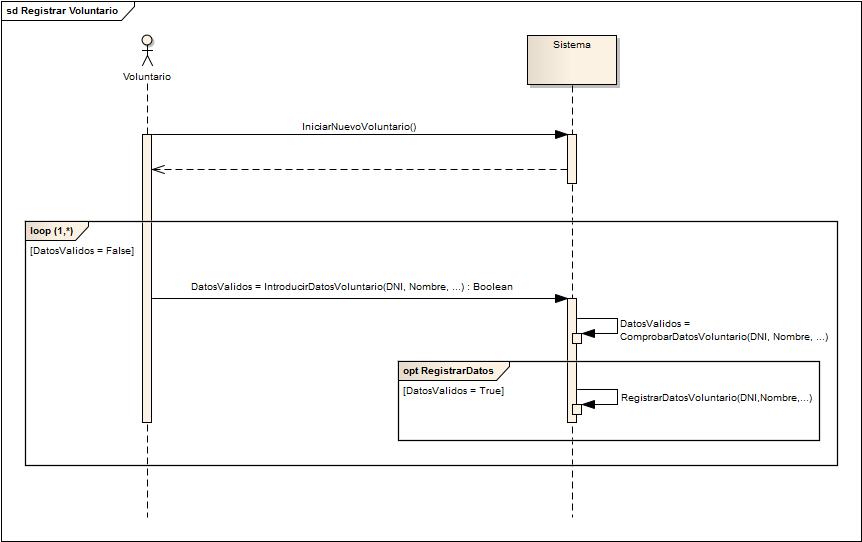 sd Registrar Voluntario
Voluntario
Sistema
IniciarNuevoVoluntario()
loop (1,*)
[DatosValidos = False]
DatosValidos = IntroducirDatosVoluntario(DNI, Nombre, ...) : Boolean
DatosValidos =
ComprobarDatosVoluntario(DNI, Nombre, ...)
opt RegistrarDatos
[DatosValidos = True]
RegistrarDatosVoluntario(DNI,Nombre,...)